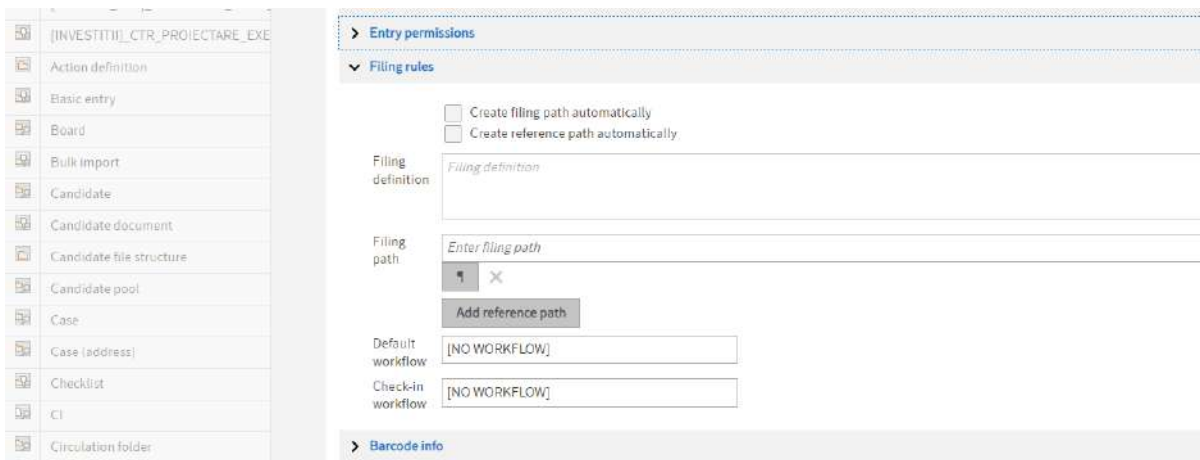 [INVESTITII]_CTR_PROIECTARE_EXE
Action definition
Basic entry
Board
Bulk import
Candidate
Candidate document
Candidate file structure
Candidate pool
Case
Case (address)
Checklist
CI
Circulation folder
Entry permissions
Filing rules
Create filing path automatically
Create reference path automatically
Filing
definition
Filing definition
Filing
path
Enter filing path
¶
Add reference path
Default
workflow
[NO WORKFLOW]
Check-in
workflow
[NO WORKFLOW]
Barcode info